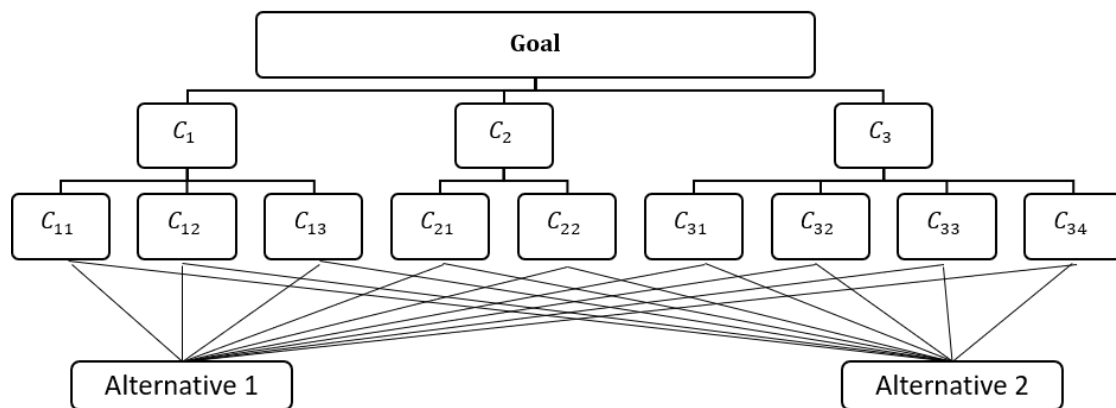 Goal
C₁ C₂ C₃
C₁₁ C₁₂ C₁₃ C₂₁ C₂₂ C₃₁ C₃₂ C₃₃ C₃₄
Alternative 1 Alternative 2